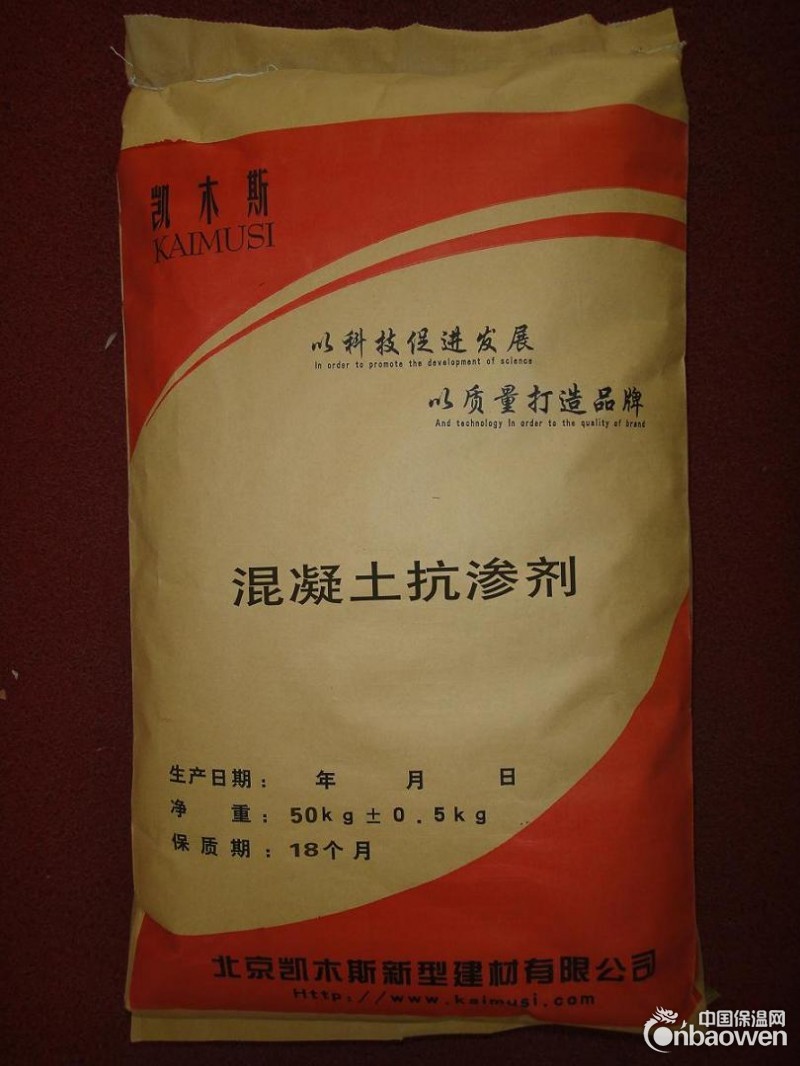 凯木斯
KAIMUSI
以科技促进发展
In order to promote the development of science
以质量打造品牌
And technology In order to the quality of brand
混凝土抗渗剂
生产日期： 年 月 日
净 重：50kg±0.5kg
保质期：18个月
北京凯木斯新型建材有限公司
Http://www.kaimusi.com
中国保温网
Cnbaowen